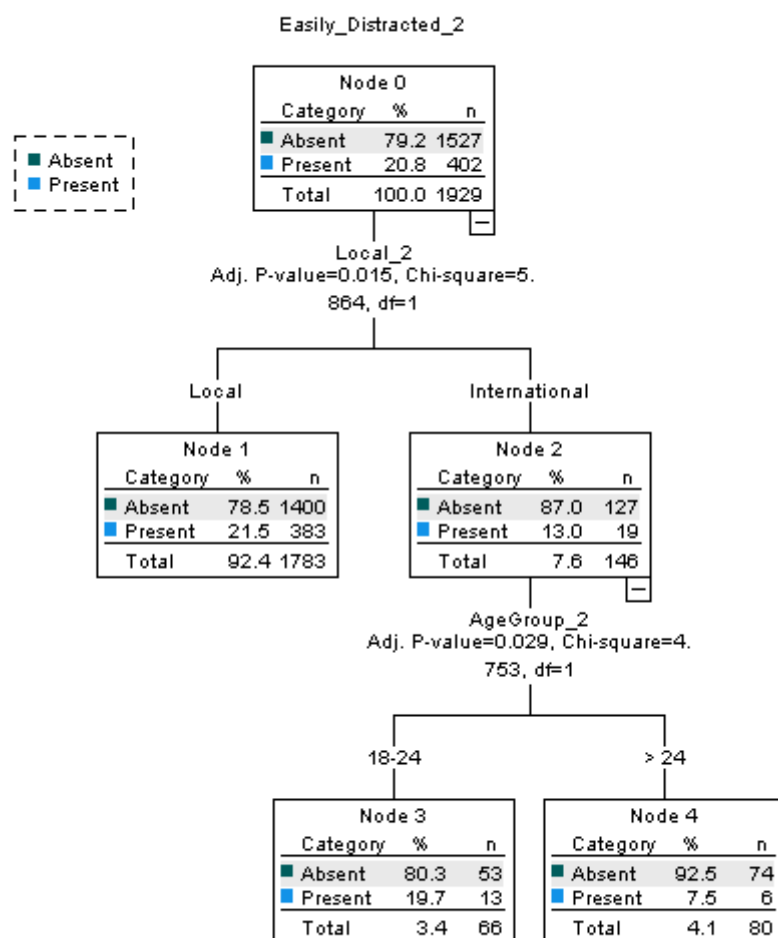 Easily_Distracted_2
Absent
Present
Node 0
Category % n
Absent 79.2 1527
Present 20.8 402
Total 100.0 1929
Local_2
Adj. P-value=0.015, Chi-square=5.
864, df=1
Local
International
Node 1
Category % n
Absent 78.5 1400
Present 21.5 383
Total 92.4 1783
Node 2
Category % n
Absent 87.0 127
Present 13.0 19
Total 7.6 146
AgeGroup_2
Adj. P-value=0.029, Chi-square=4.
753, df=1
18-24
> 24
Node 3
Category % n
Absent 80.3 53
Present 19.7 13
Total 3.4 66
Node 4
Category % n
Absent 92.5 74
Present 7.5 6
Total 4.1 80